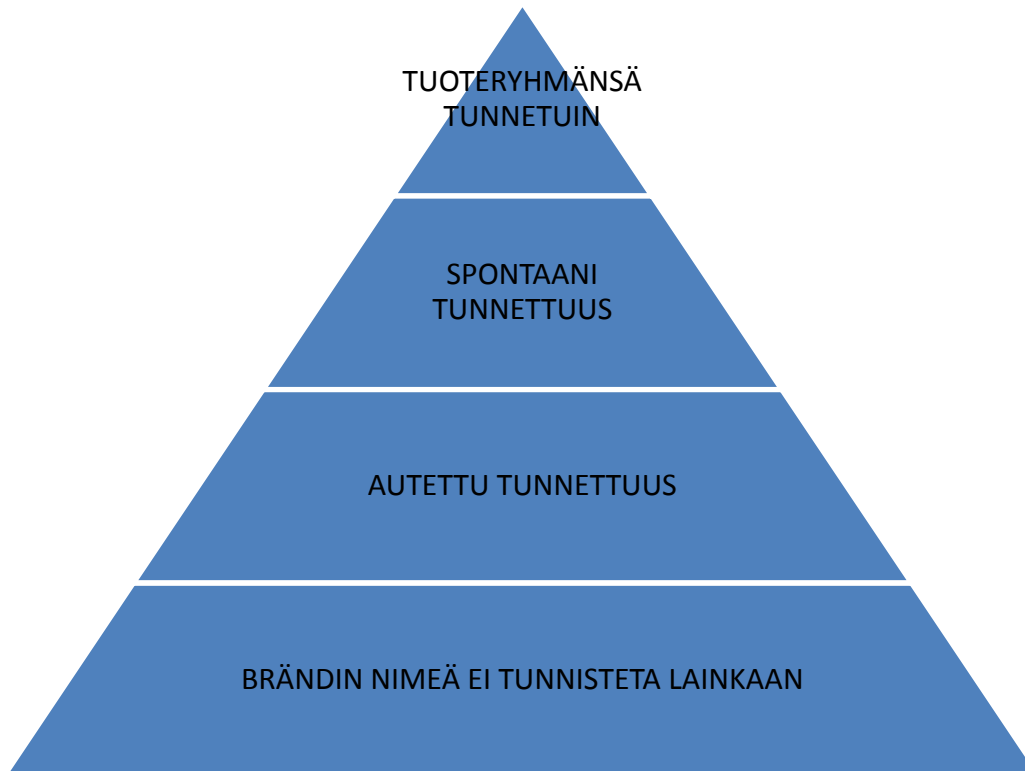 TUOTERYHMÄNSÄ
TUNNETUIN
SPONTAANI
TUNNETTUUS
AUTETTU TUNNETTUUS
BRÄNDIN NIMEÄ EI TUNNISTETA LAINKAAN